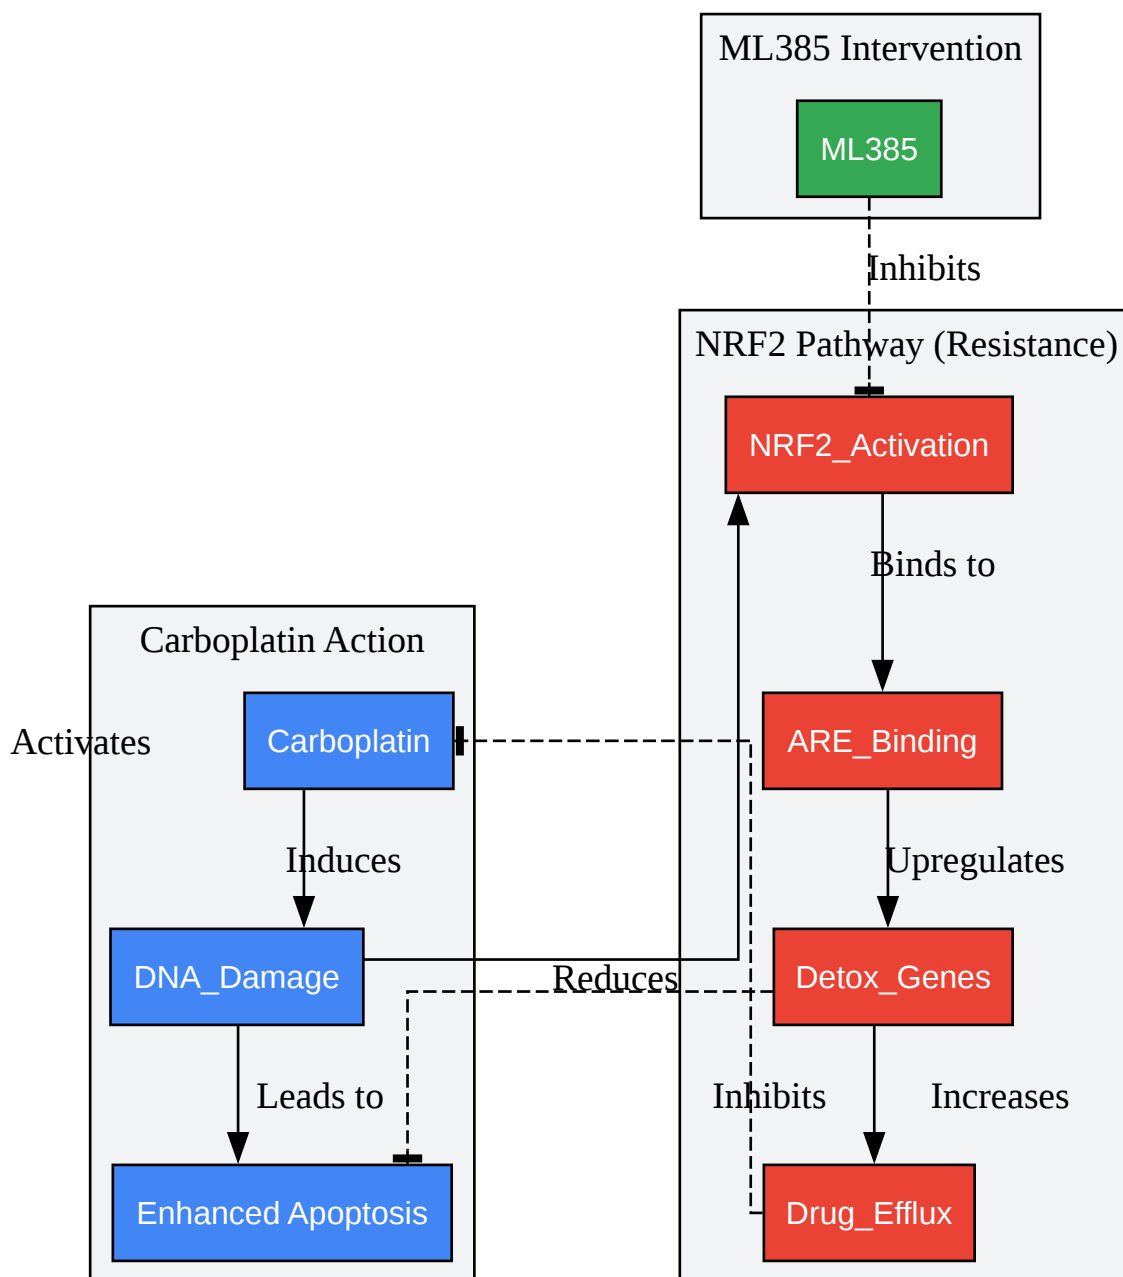 ML385 Intervention
ML385
Inhibits
NRF2 Pathway (Resistance)
NRF2_Activation
Binds to
Carboplatin Action
Activates
Carboplatin
ARE_Binding
Induces
Upregulates
DNA_Damage
Reduces
Detox_Genes
Leads to
Inhibits
Increases
Enhanced Apoptosis
Drug_Efflux